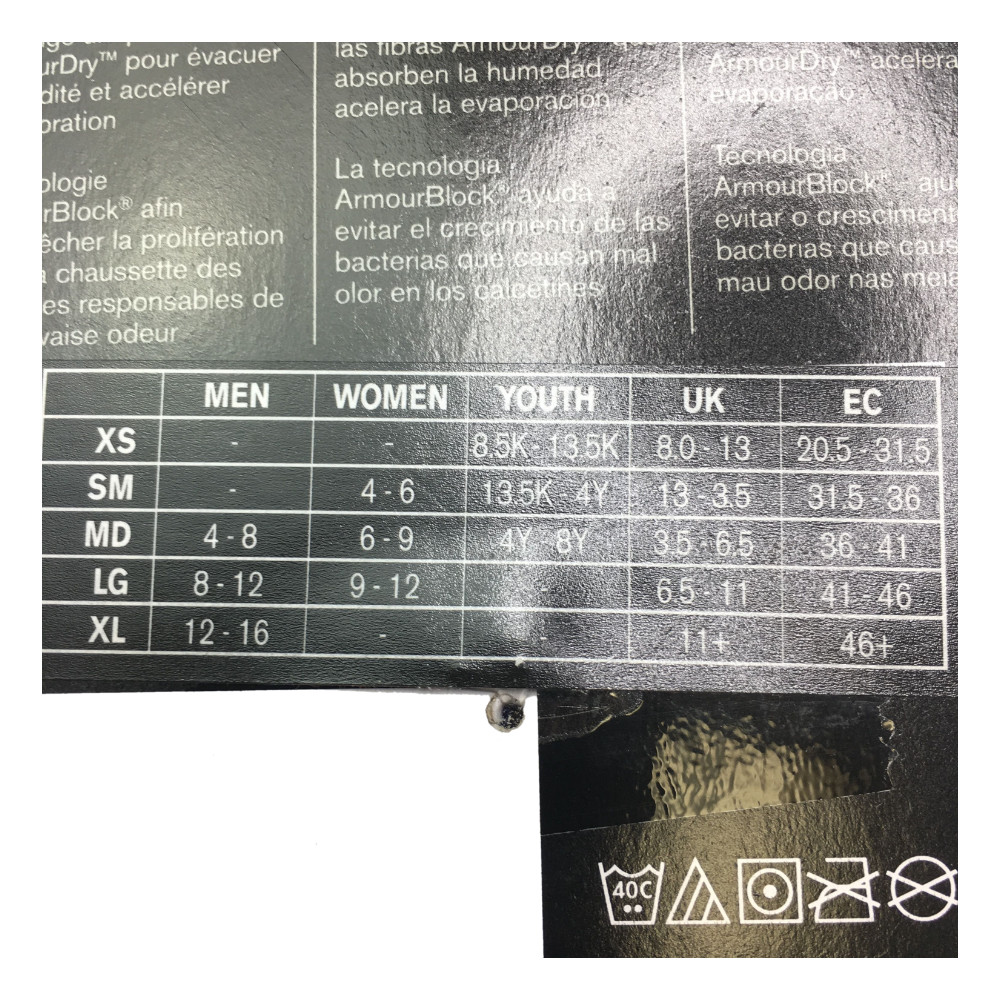 urDry™ pour évacuer
dité et accélérer
oration
ologie
rBlock® afin
êcher la prolifération
a chaussette des
es responsables de
vaise odeur
las fibras ArmourDry™ que
absorben la humedad
acelera la evaporación
La tecnologia
ArmourBlock® ayuda a
evitar el crecimiento de las
bacterias que causan mal
olor en los calcetines
ArmourDry™ acelera
evaporação
Tecnologia
ArmourBlock® aju
evitar o cresciment
bactérias que caus
mau odor nas meia
MEN WOMEN YOUTH UK EC
XS - - 8.5K - 13.5K 8.0 - 13 20.5 - 31.5
SM - 4 - 6 13.5K - 4Y 13 - 3.5 31.5 - 36
MD 4 - 8 6 - 9 4Y - 8Y 3.5 - 6.5 36 - 41
LG 8 - 12 9 - 12 - 6.5 - 11 41 - 46
XL 12 - 16 - - 11+ 46+
40C